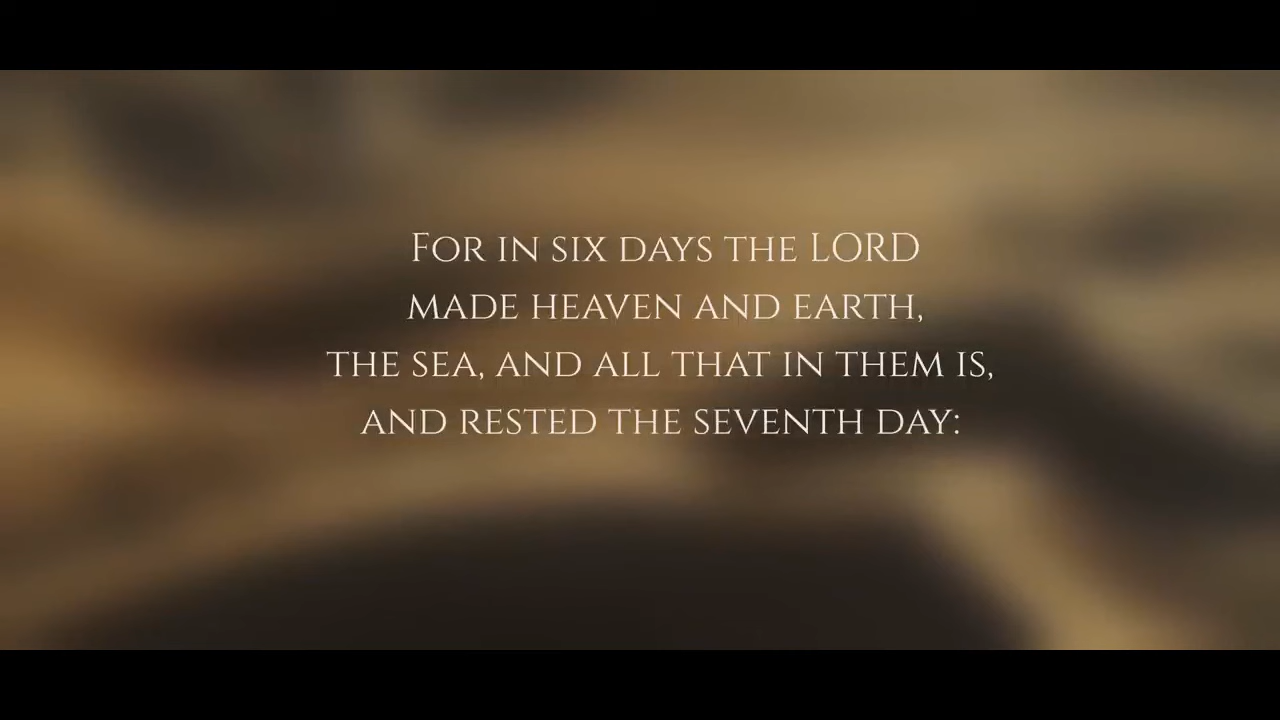 For in six days the LORD
made heaven and earth,
the sea, and all that in them is,
and rested the seventh day: